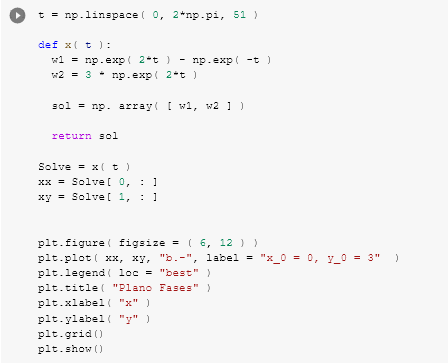 t = np.linspace( 0, 2*np.pi, 51 )
def x( t ):
w1 = np.exp( 2*t ) - np.exp( -t )
w2 = 3 * np.exp( 2*t )
sol = np. array( [ w1, w2 ] )
return sol
Solve = x( t )
xx = Solve[ 0, : ]
xy = Solve[ 1, : ]
plt.figure( figsize = ( 6, 12 ) )
plt.plot( xx, xy, "b.-", label = "x_0 = 0, y_0 = 3" )
plt.legend( loc = "best" )
plt.title( "Plano Fases" )
plt.xlabel( "x" )
plt.ylabel( "y" )
plt.grid()
plt.show()